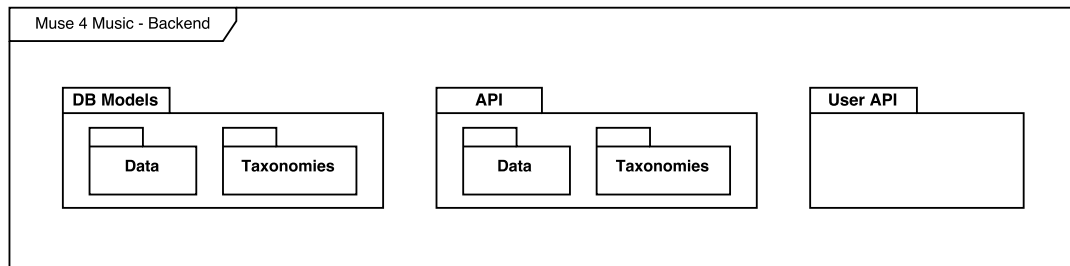 Muse 4 Music - Backend
DB Models
Data
Taxonomies
API
Data
Taxonomies
User API